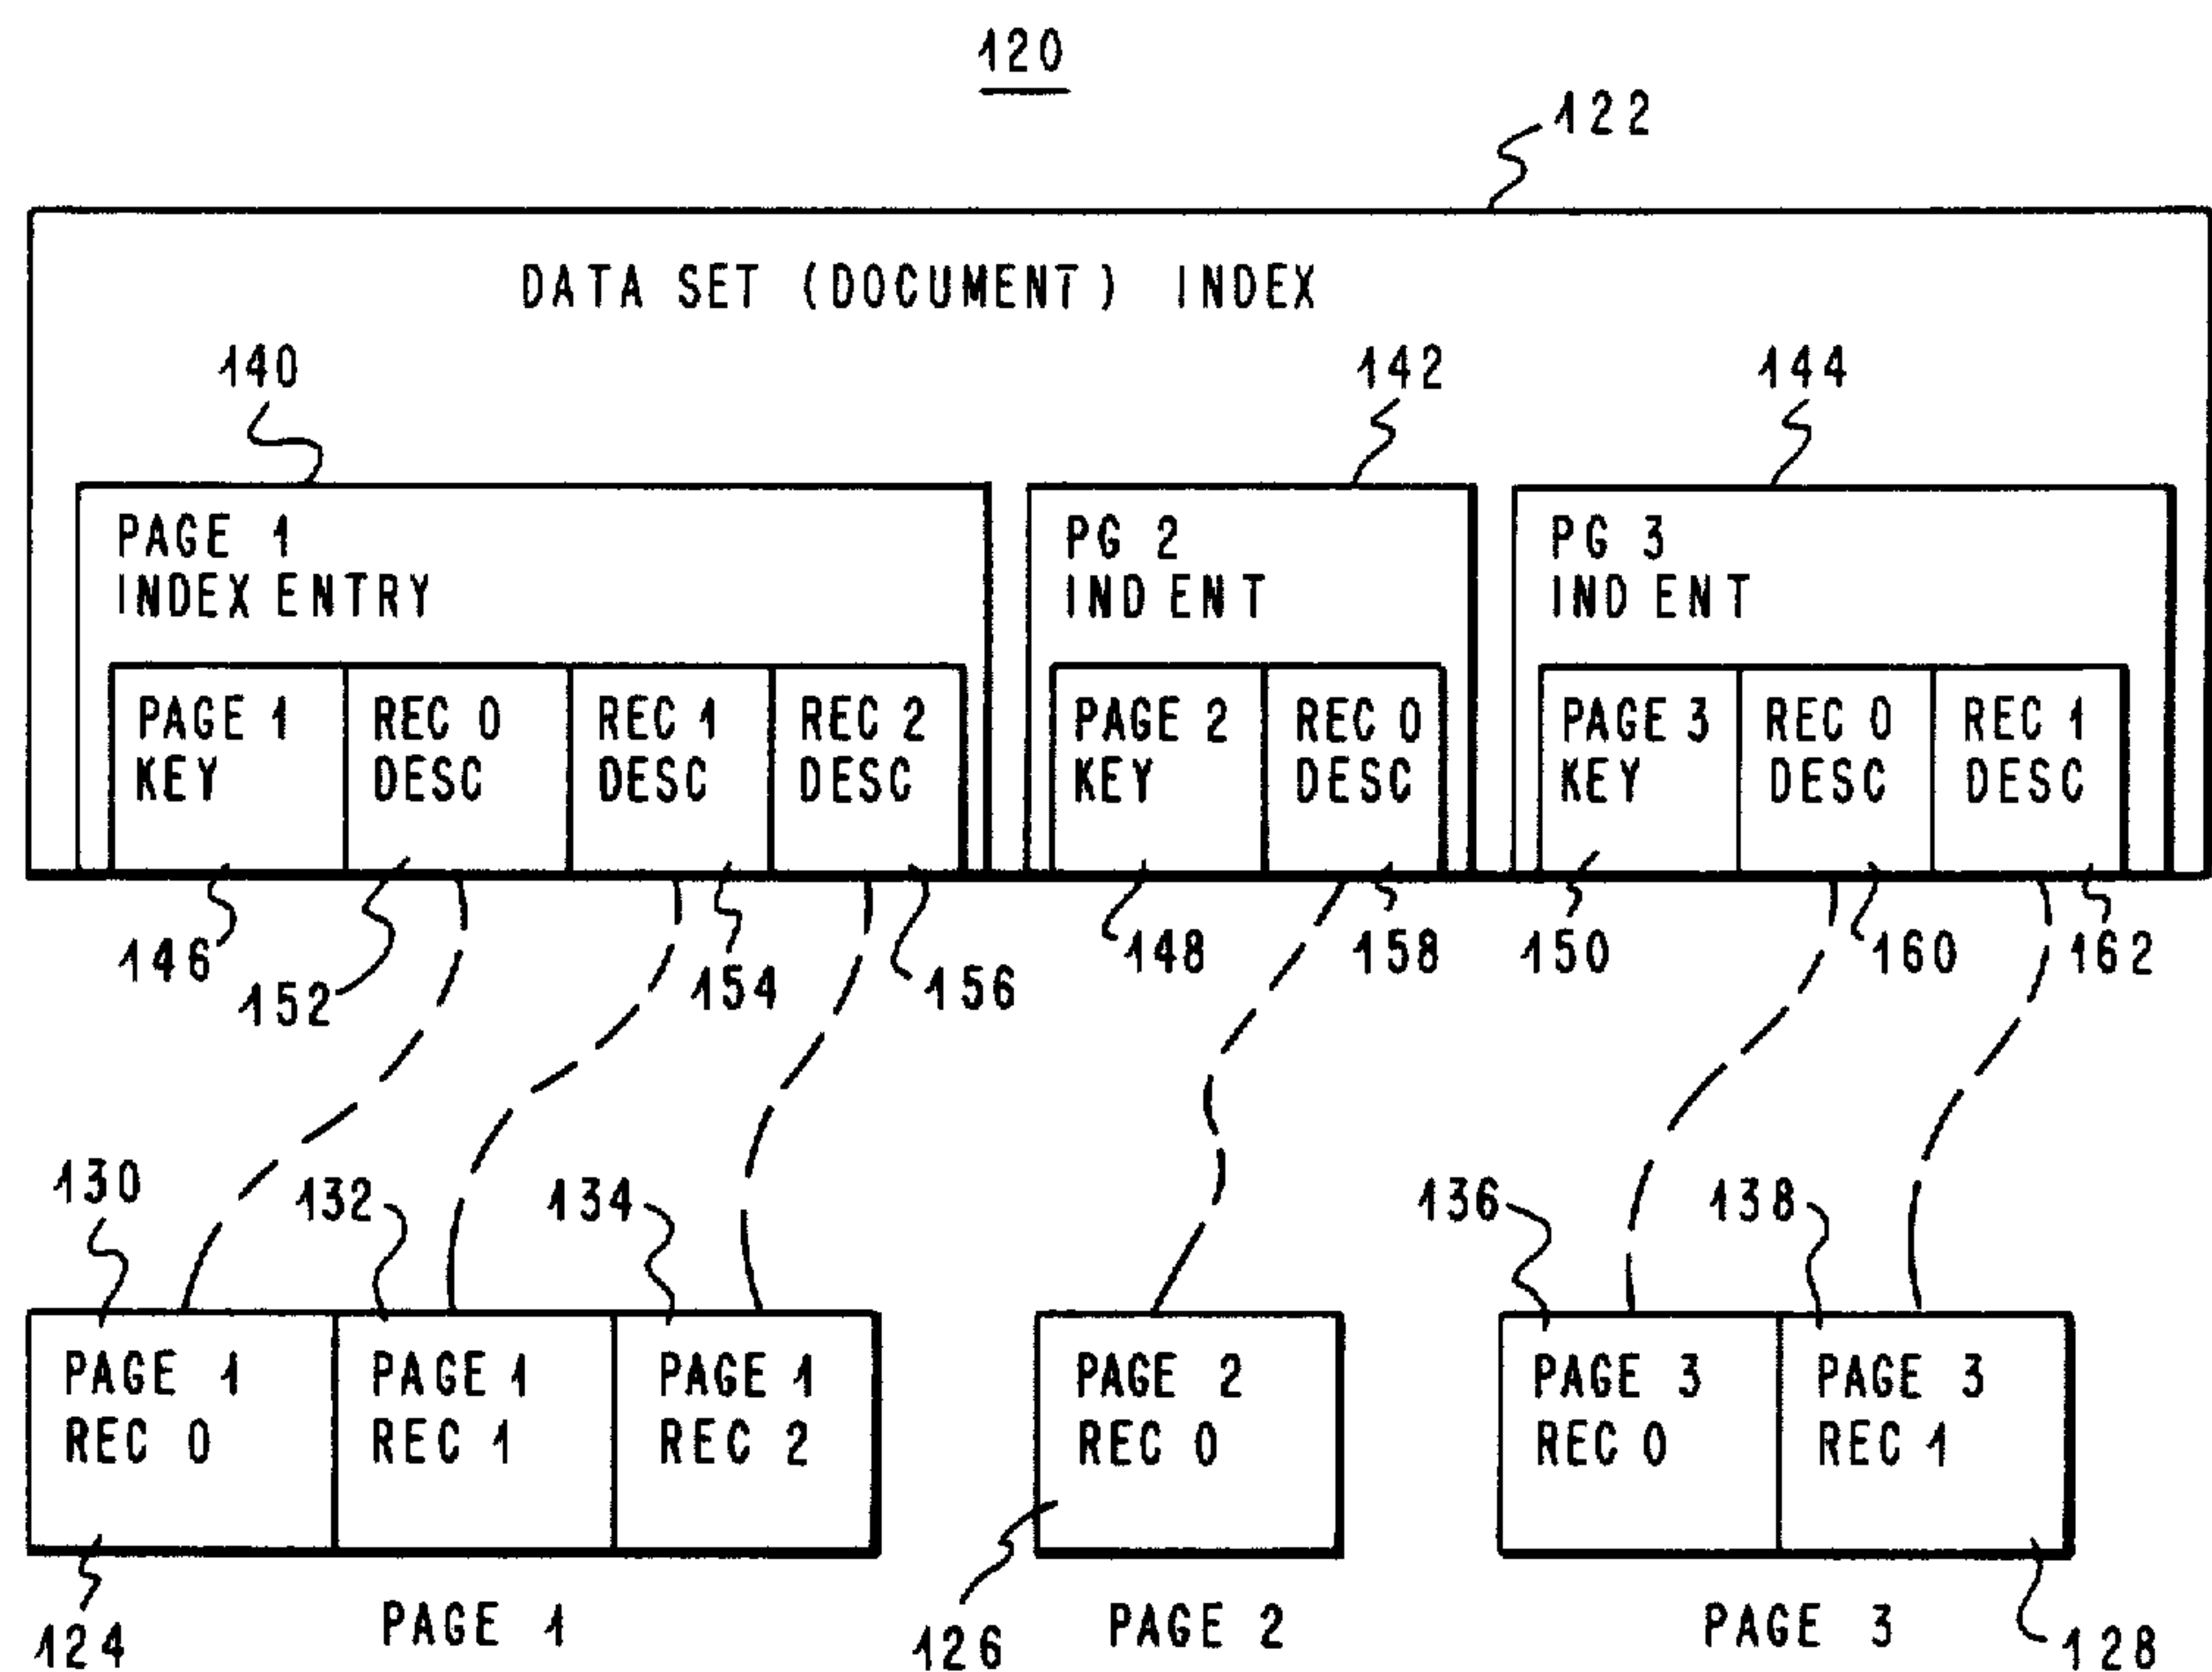 120
122
DATA SET (DOCUMENT) INDEX
140
142
144
PAGE 1
INDEX ENTRY
PG 2
IND ENT
PG 3
IND ENT
PAGE 1
KEY
REC 0
DESC
REC 1
DESC
REC 2
DESC
PAGE 2
KEY
REC 0
DESC
PAGE 3
KEY
REC 0
DESC
REC 1
DESC
146
152
154
156
148
158
150
160
162
130
132
134
136
138
PAGE 1
REC 0
PAGE 1
REC 1
PAGE 1
REC 2
PAGE 2
REC 0
PAGE 3
REC 0
PAGE 3
REC 1
124
PAGE 1
126
PAGE 2
PAGE 3
128